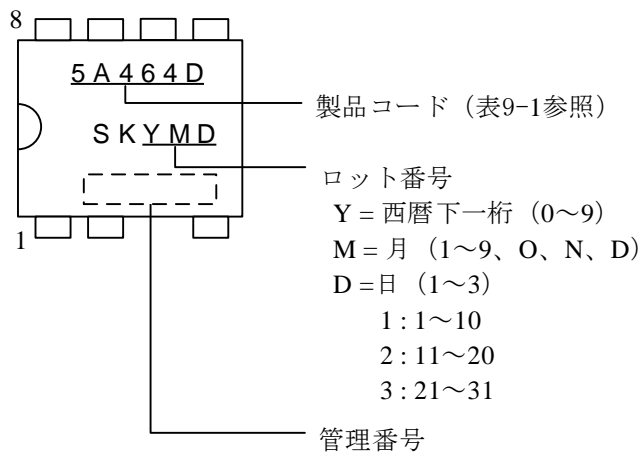 8
5A464D
SKYMD
1
製品コード（表9-1参照）
ロット番号
Y = 西暦下一桁（0～9）
M = 月（1～9、O、N、D）
D =日（1～3）
1 : 1～10
2 : 11～20
3 : 21～31
管理番号